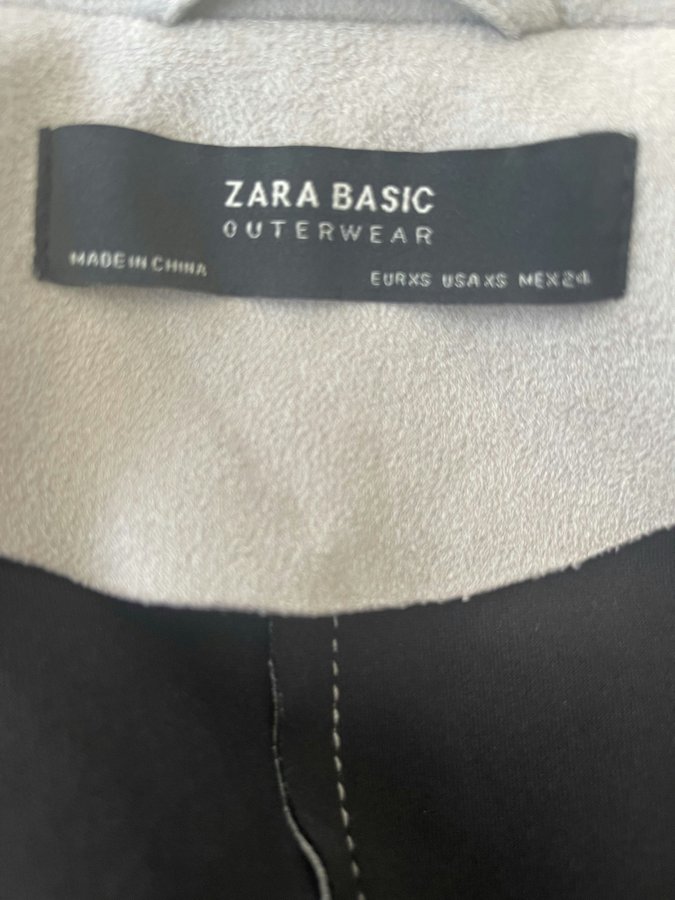 ZARA BASIC
OUTERWEAR
MADE IN CHINA
EUR XS USA XS MEX 24